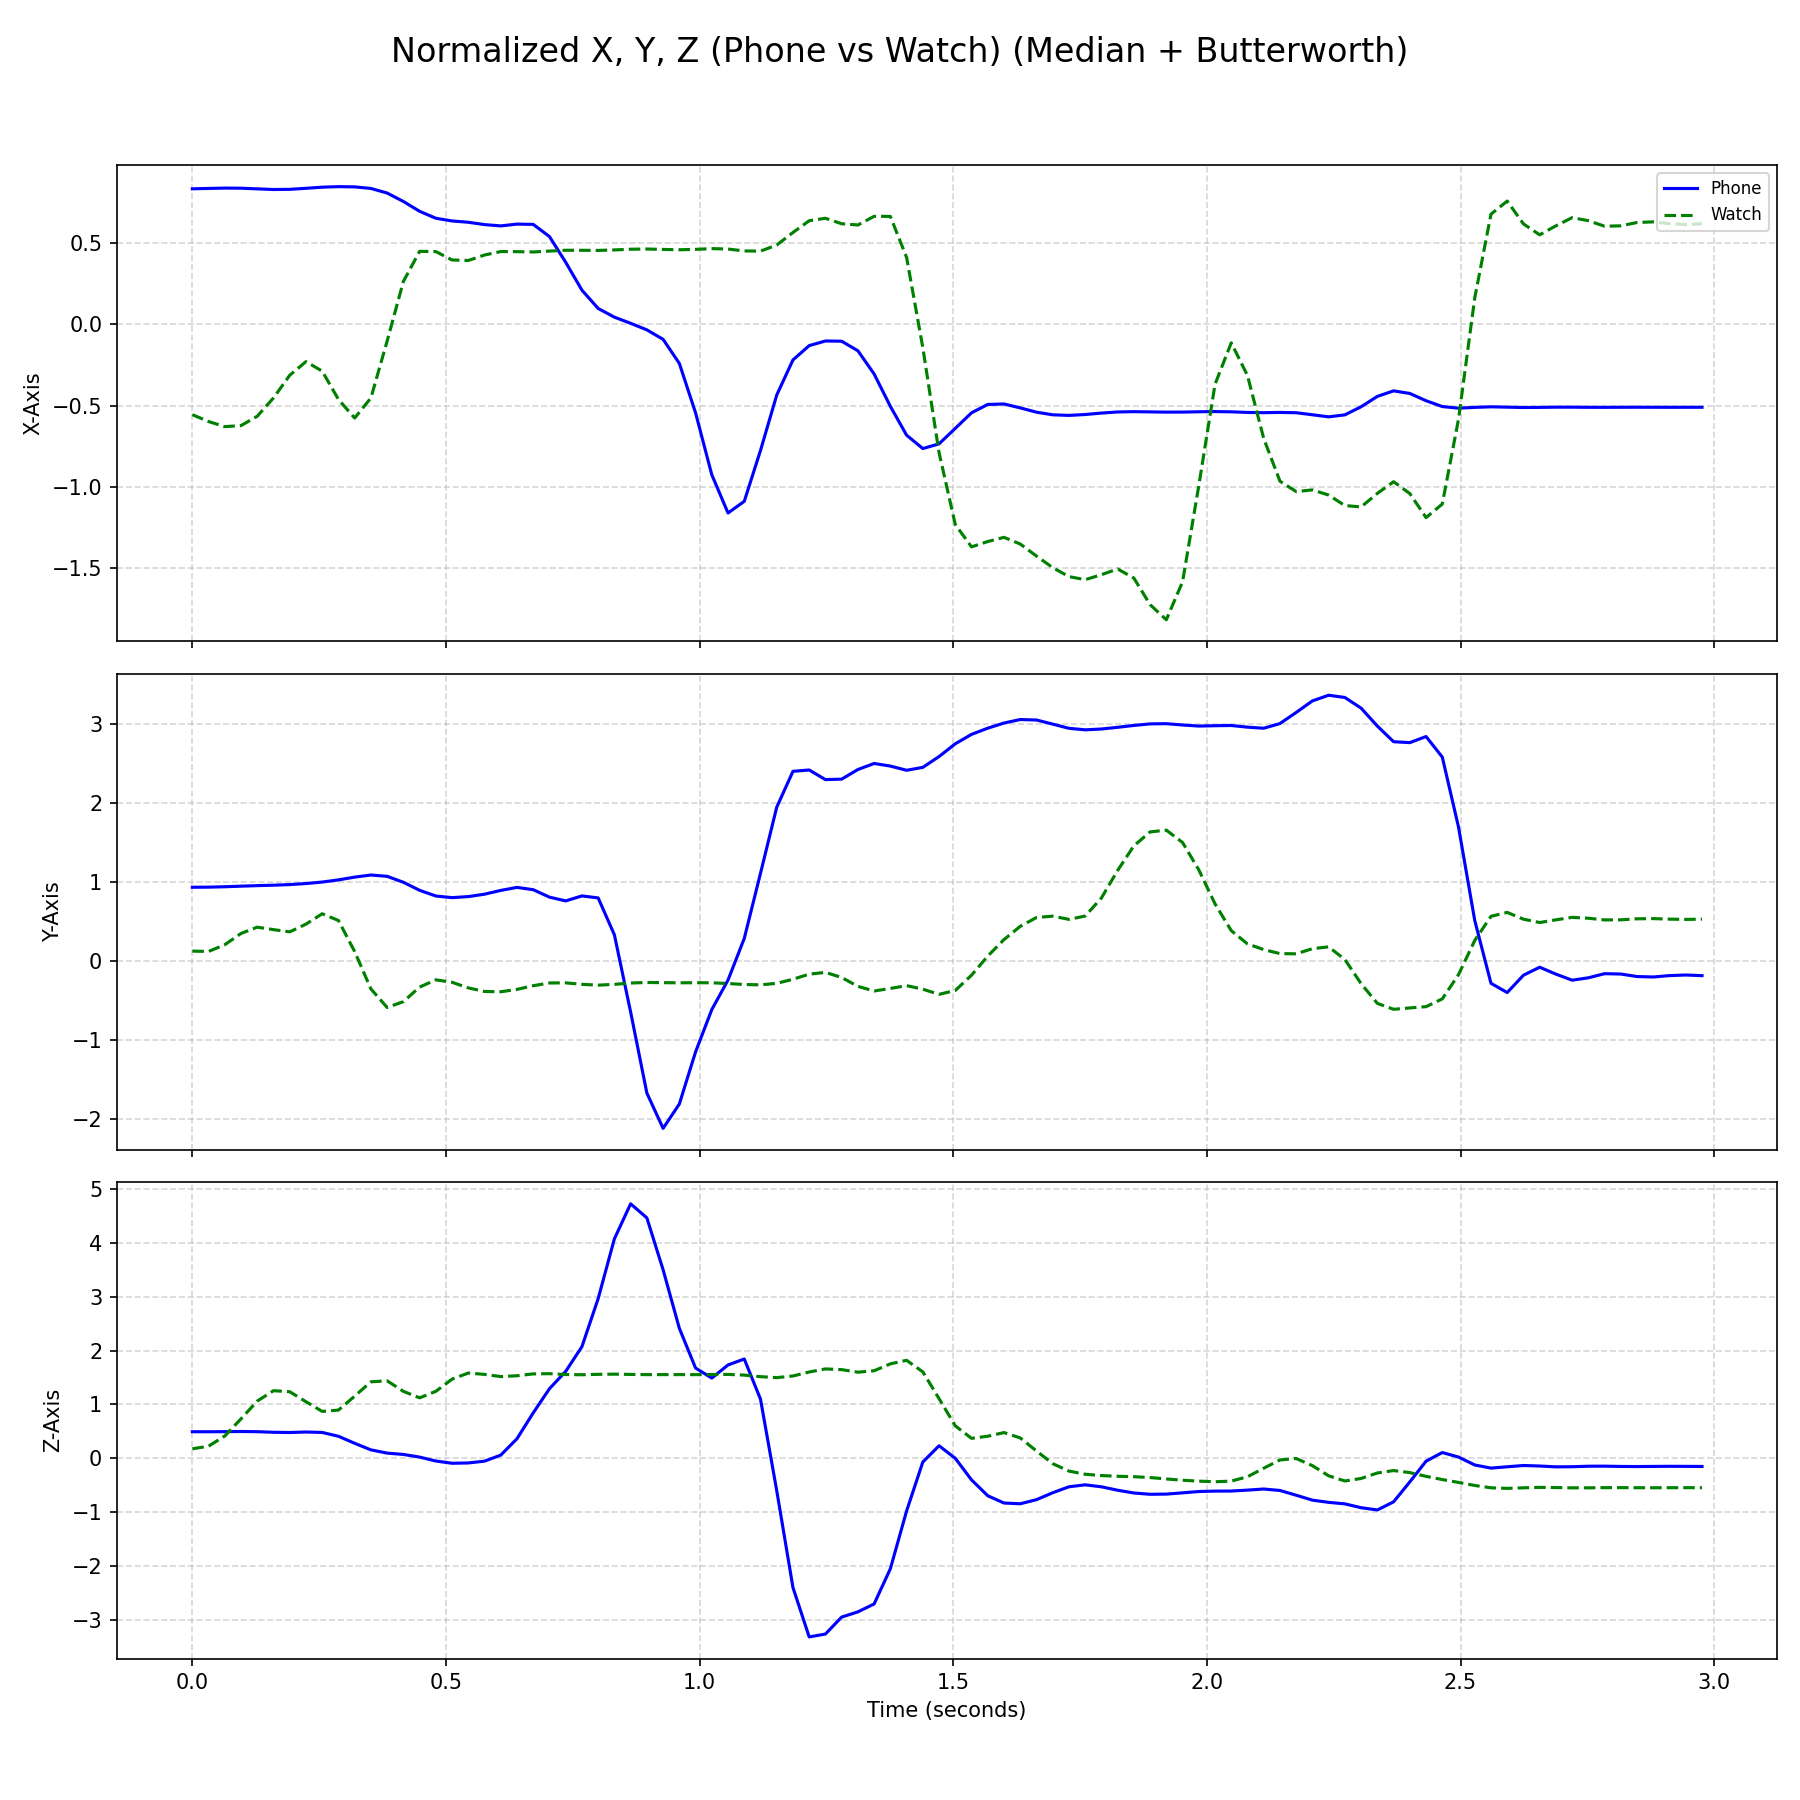 Normalized X, Y, Z (Phone vs Watch) (Median + Butterworth)
Phone
Watch
X-Axis
0.5
0.0
−0.5
−1.0
−1.5
Y-Axis
3
2
1
0
−1
−2
Z-Axis
5
4
3
2
1
0
−1
−2
−3
0.0 0.5 1.0 1.5 2.0 2.5 3.0
Time (seconds)